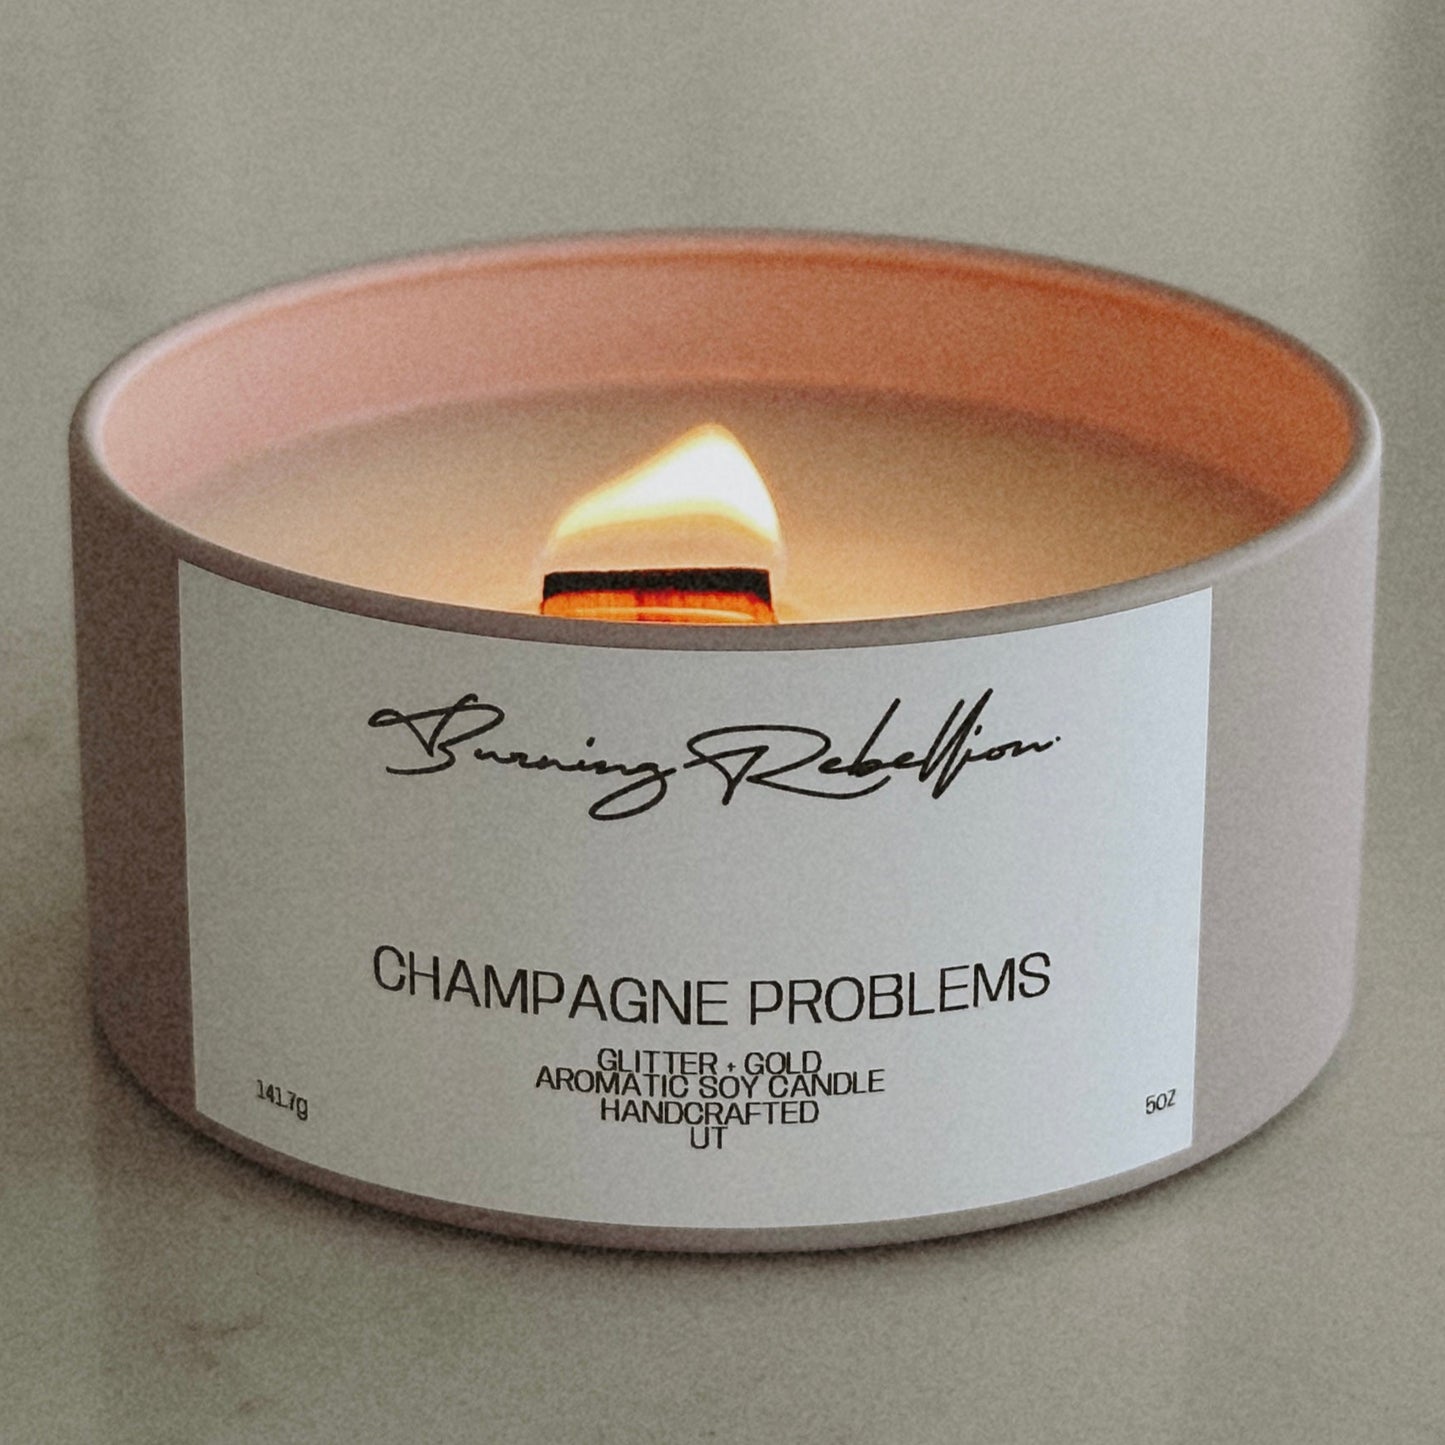 Burning Rebellion
CHAMPAGNE PROBLEMS
GLITTER + GOLD
AROMATIC SOY CANDLE
HANDCRAFTED
UT
141.7g
5oz